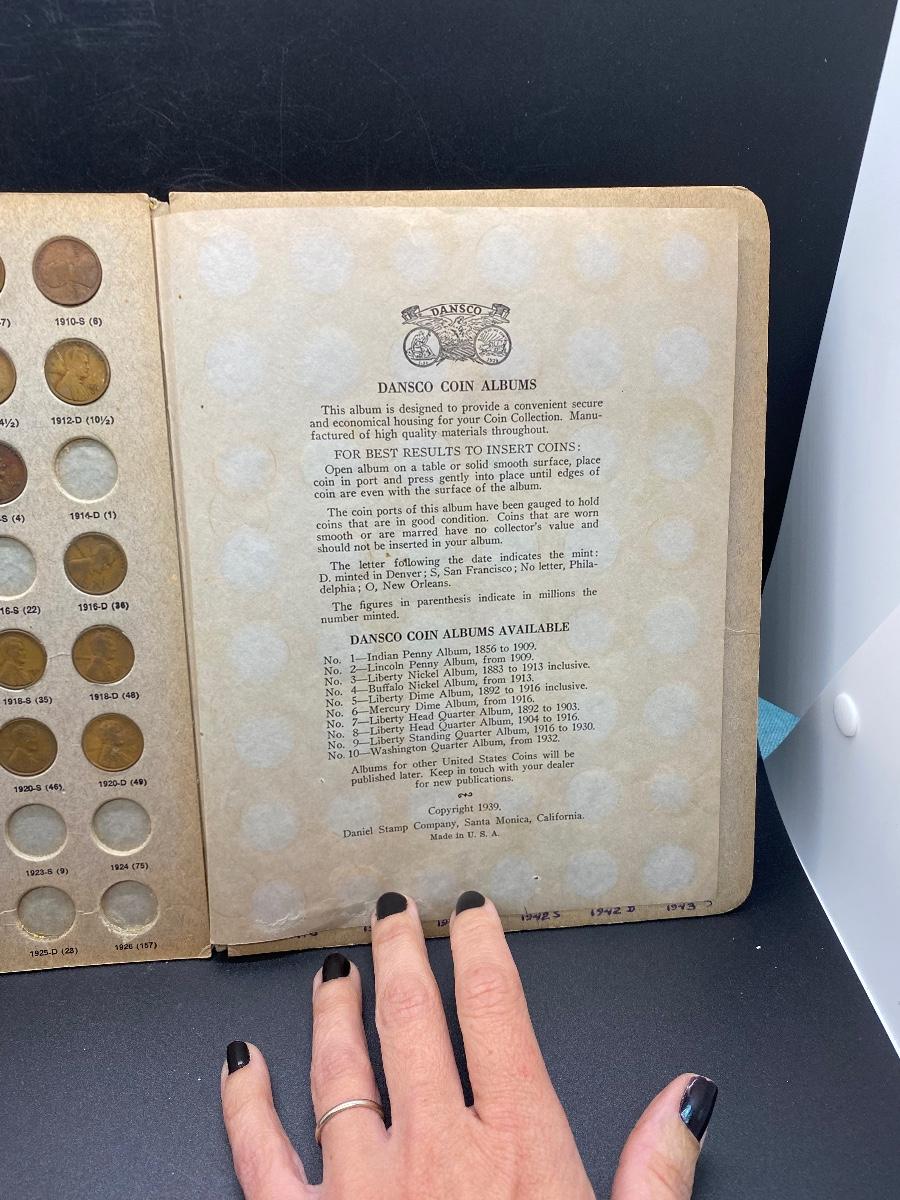 7)
1910-S (6)
4½)
1912-D (10½)
S (4)
1914-D (1)
16-S (22)
1916-D (36)
1918-S (35)
1918-D (48)
1920-S (46)
1920-D (49)
1923-S (9)
1924 (75)
1925-D (23)
1926 (157)
DANSCO
DANSCO COIN ALBUMS
This album is designed to provide a convenient secure
and economical housing for your Coin Collection. Manu-
factured of high quality materials throughout.
FOR BEST RESULTS TO INSERT COINS:
Open album on a table or solid smooth surface, place
coin in port and press gently into place until edges of
coin are even with the surface of the album.
The coin ports of this album have been gauged to hold
coins that are in good condition. Coins that are worn
smooth or are marred have no collector's value and
should not be inserted in your album.
The letter following the date indicates the mint:
D. minted in Denver; S, San Francisco; No letter, Phila-
delphia; O, New Orleans.
The figures in parenthesis indicate in millions the
number minted.
DANSCO COIN ALBUMS AVAILABLE
No. 1—Indian Penny Album, 1856 to 1909.
No. 2—Lincoln Penny Album, from 1909.
No. 3—Liberty Nickel Album, 1883 to 1913 inclusive.
No. 4—Buffalo Nickel Album, from 1913.
No. 5—Liberty Dime Album, 1892 to 1916 inclusive.
No. 6—Mercury Dime Album, from 1916.
No. 7—Liberty Head Quarter Album, 1892 to 1903.
No. 8—Liberty Head Quarter Album, 1904 to 1916.
No. 9—Liberty Standing Quarter Album, 1916 to 1930.
No. 10—Washington Quarter Album, from 1932.
Albums for other United States Coins will be
published later. Keep in touch with your dealer
for new publications.
Copyright 1939.
Daniel Stamp Company, Santa Monica, California.
Made in U. S. A.
1942 S
1942 D
1943